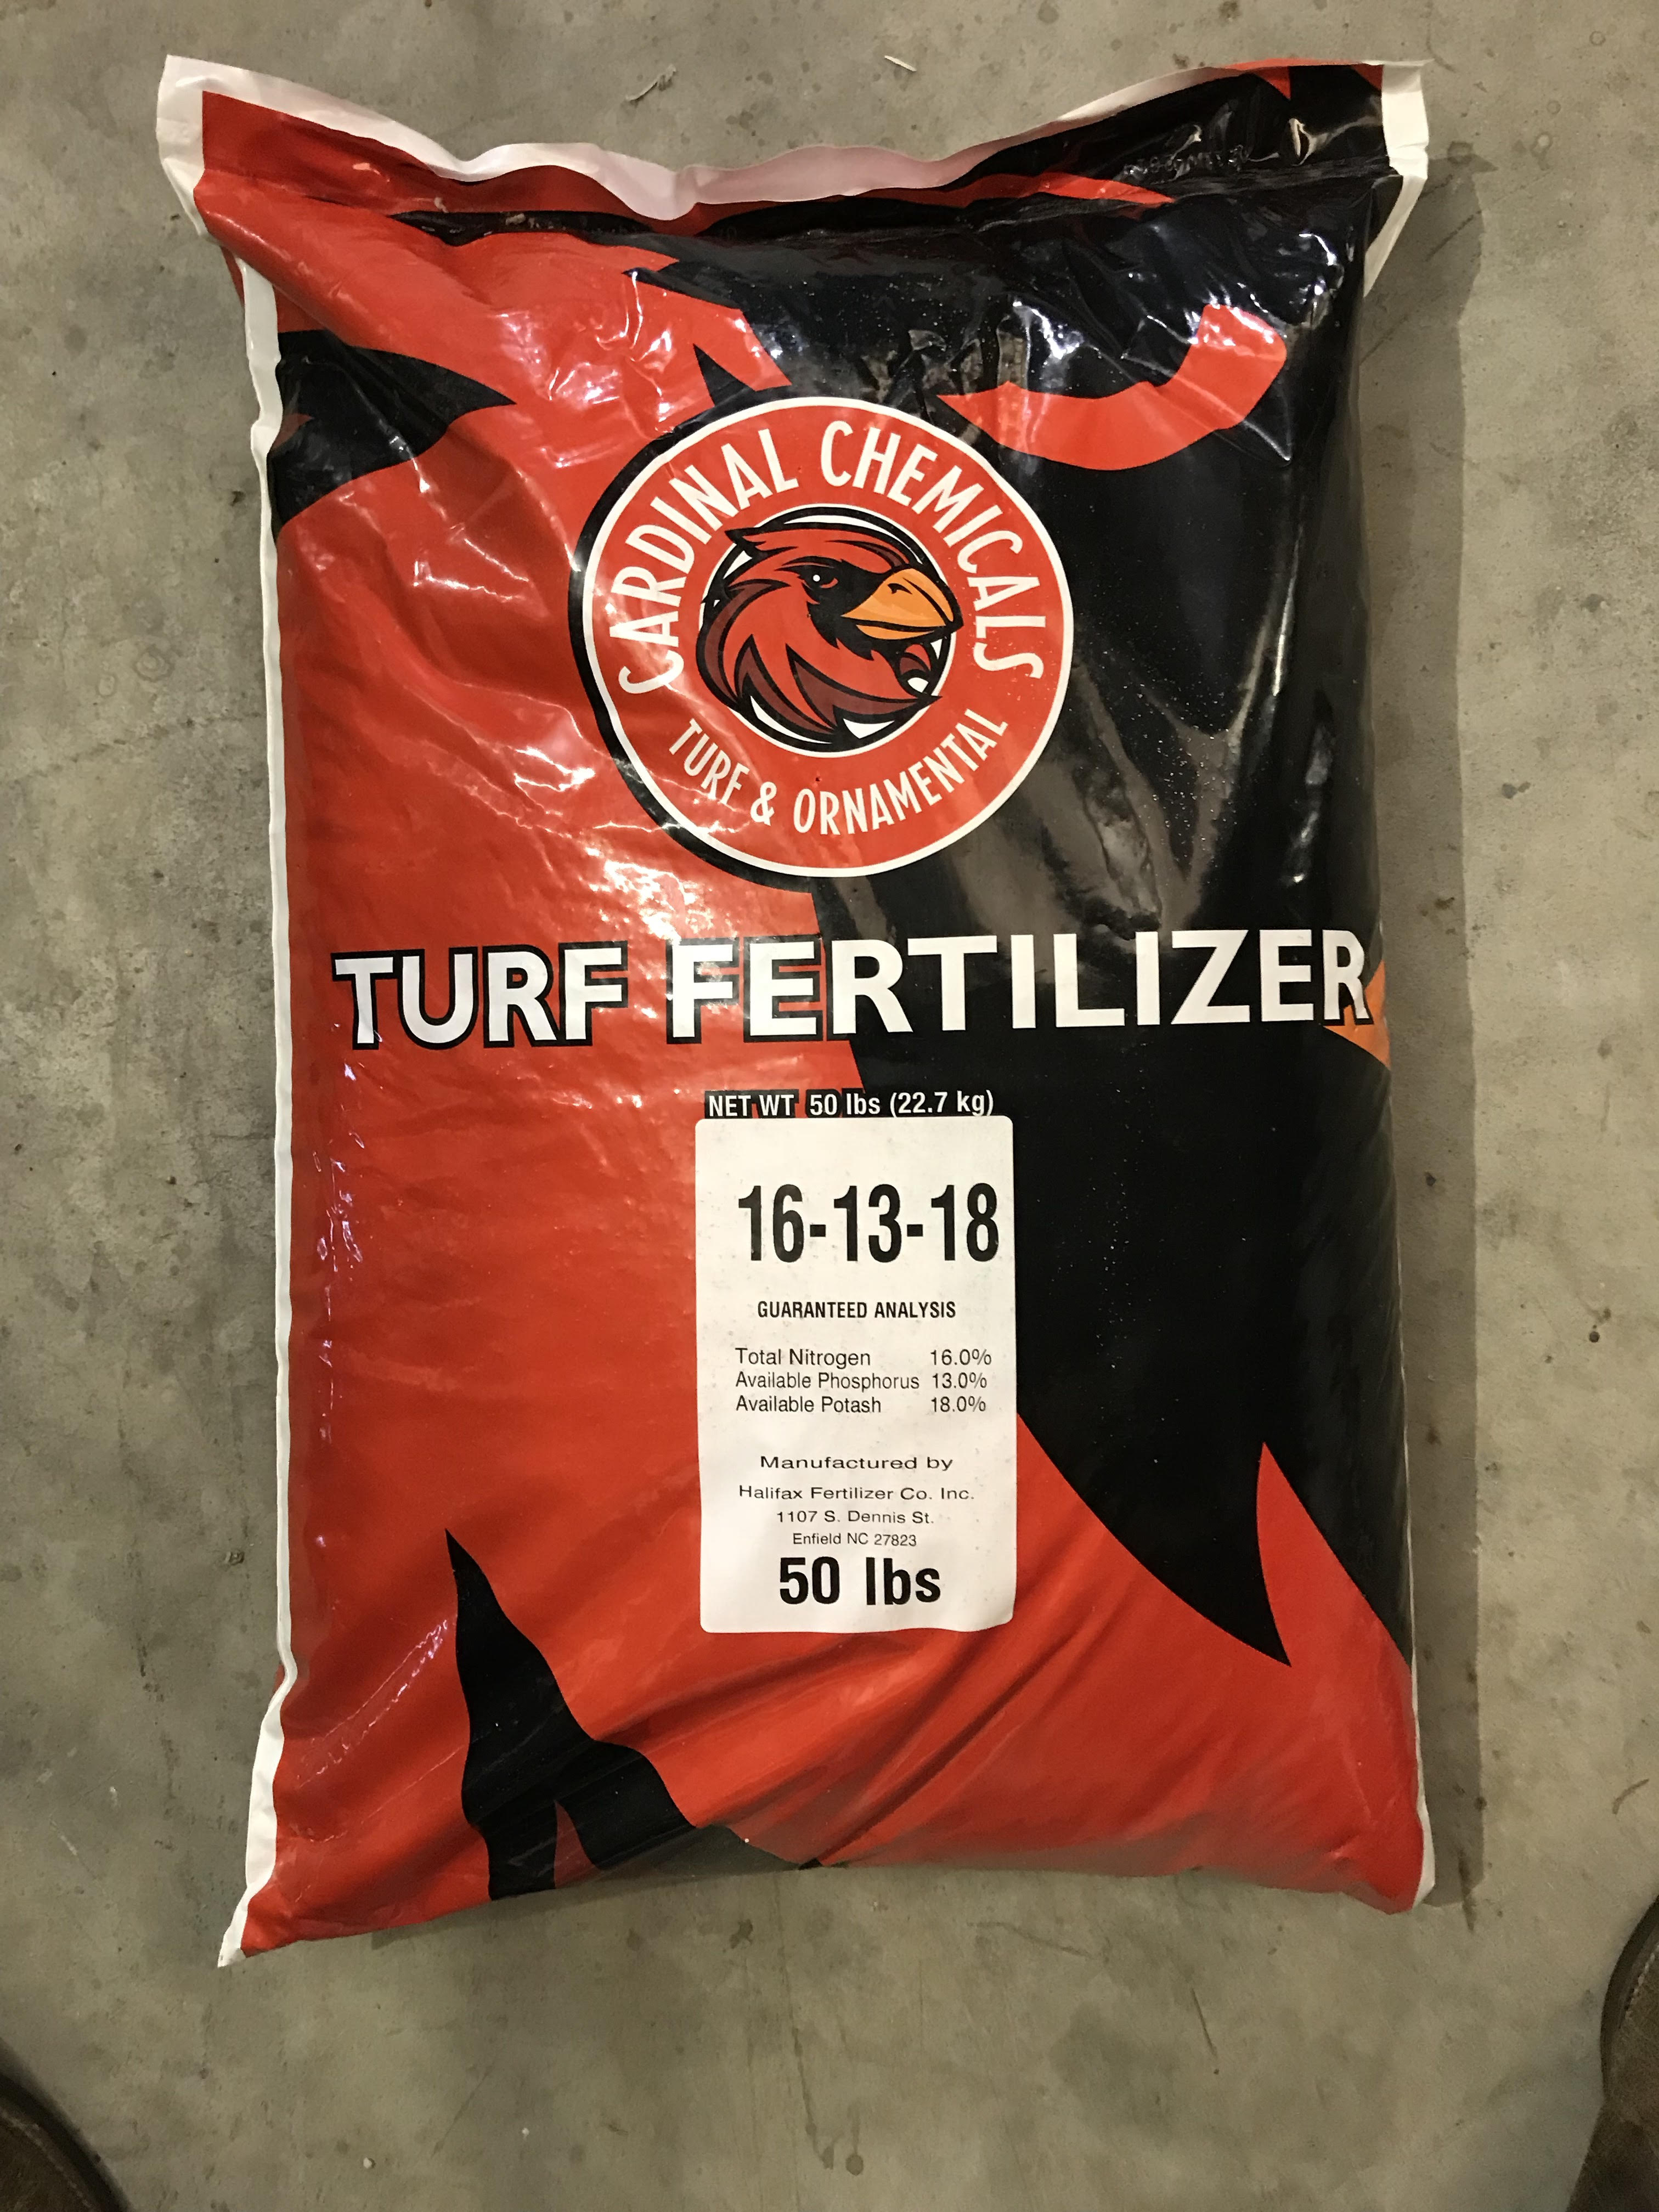 CARDINAL CHEMICALS
TURF & ORNAMENTAL
TURF FERTILIZER
NET WT 50 lbs (22.7 kg)
16-13-18
GUARANTEED ANALYSIS
Total Nitrogen 16.0%
Available Phosphorus 13.0%
Available Potash 18.0%
Manufactured by
Halifax Fertilizer Co. Inc.
1107 S. Dennis St.
Enfield NC 27823
50 lbs